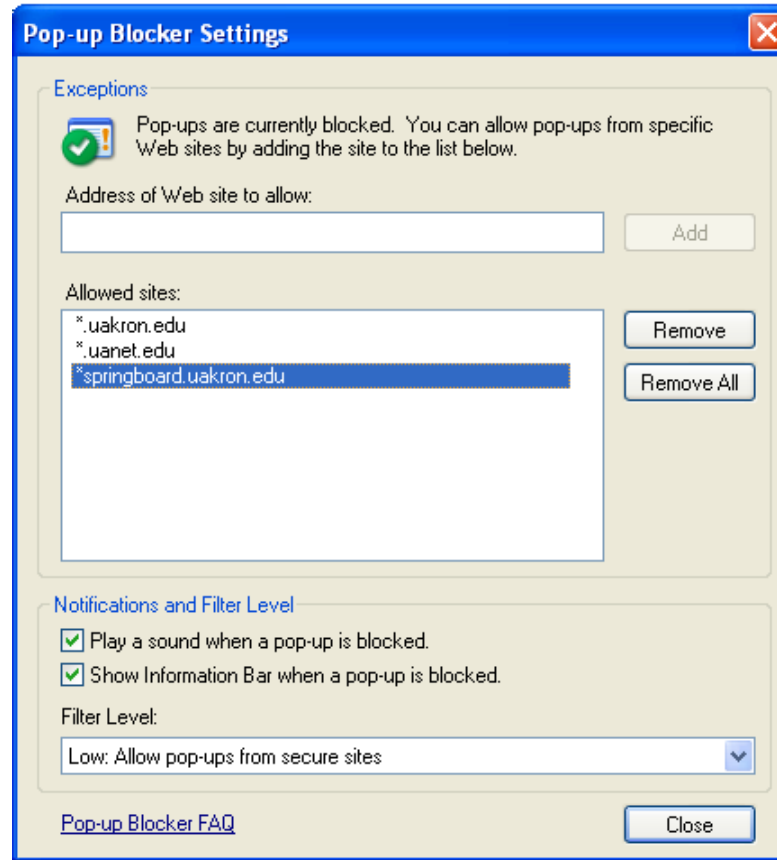 Pop-up Blocker Settings
Exceptions
Pop-ups are currently blocked. You can allow pop-ups from specific
Web sites by adding the site to the list below.
Address of Web site to allow:
Add
Allowed sites:
*.uakron.edu
*.uanet.edu
*springboard.uakron.edu
Remove
Remove All
Notifications and Filter Level
Play a sound when a pop-up is blocked.
Show Information Bar when a pop-up is blocked.
Filter Level:
Low: Allow pop-ups from secure sites
Pop-up Blocker FAQ
Close